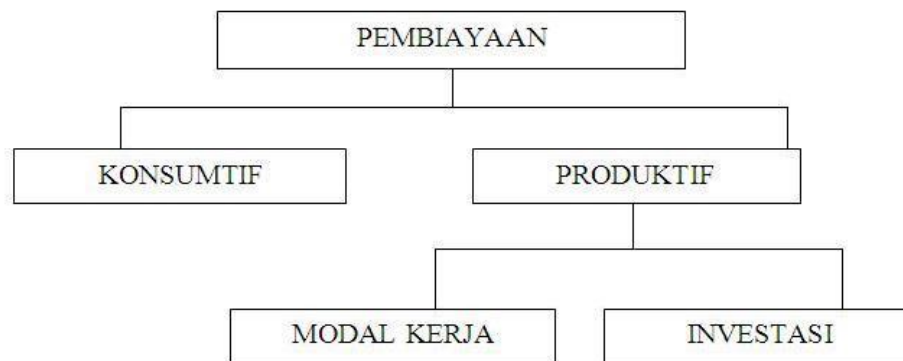 PEMBIAYAAN
KONSUMTIF
PRODUKTIF
MODAL KERJA
INVESTASI